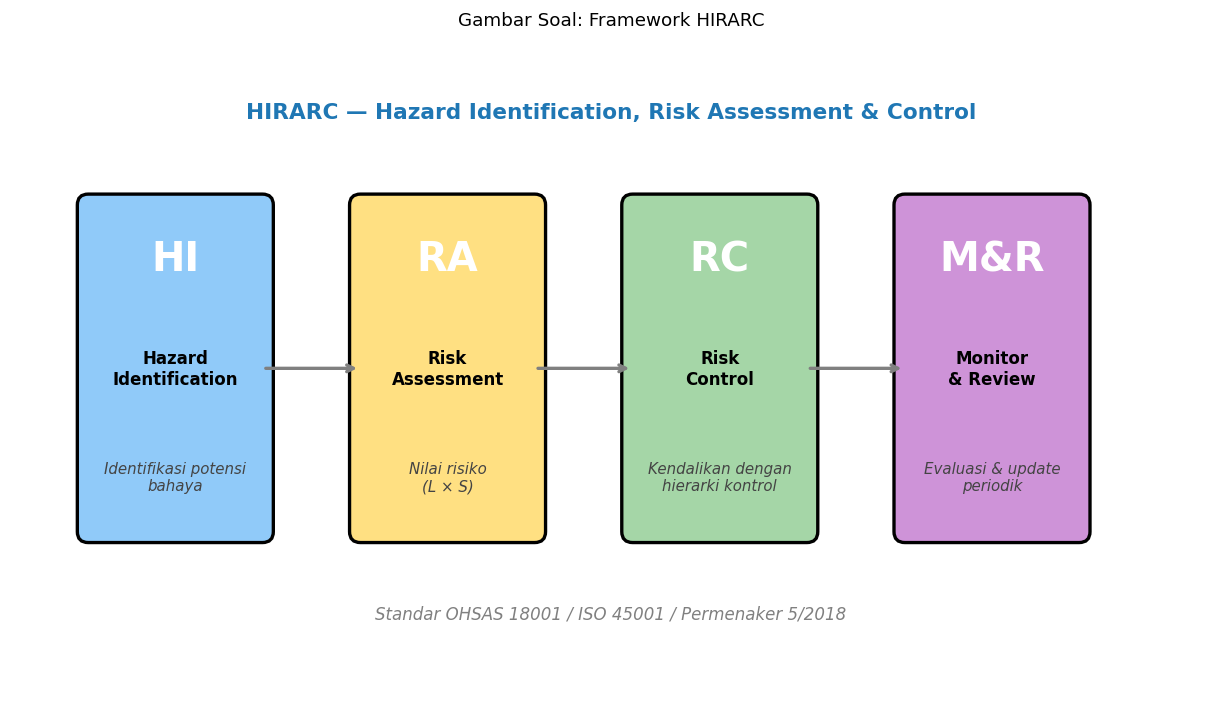 Gambar Soal: Framework HIRARC
HIRARC — Hazard Identification, Risk Assessment & Control
HI
Hazard
Identification
Identifikasi potensi
bahaya
RA
Risk
Assessment
Nilai risiko
(L × S)
RC
Risk
Control
Kendalikan dengan
hierarki kontrol
M&R
Monitor
& Review
Evaluasi & update
periodik
Standar OHSAS 18001 / ISO 45001 / Permenaker 5/2018